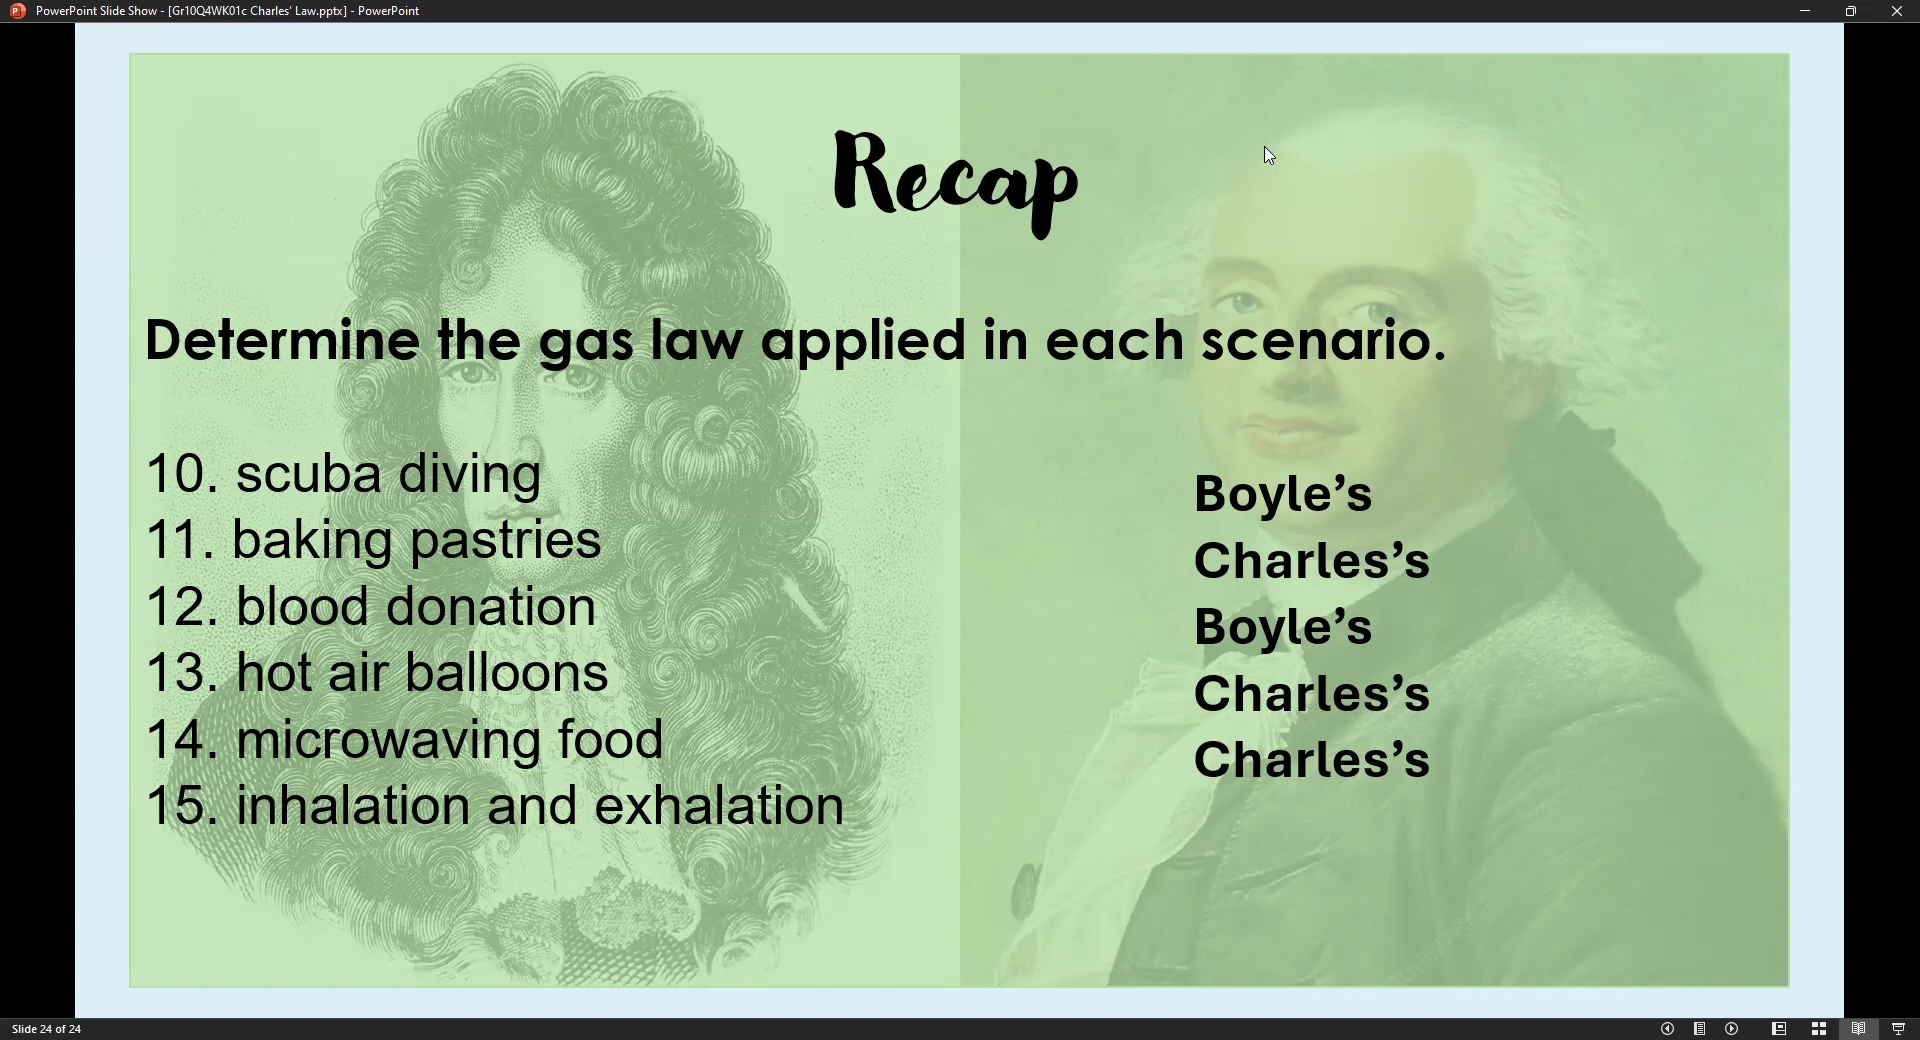 PowerPoint Slide Show - [Gr10Q4WK01c Charles' Law.pptx] - PowerPoint
Recap
Determine the gas law applied in each scenario.
10. scuba diving
11. baking pastries
12. blood donation
13. hot air balloons
14. microwaving food
15. inhalation and exhalation
Boyle’s
Charles’s
Boyle’s
Charles’s
Charles’s
Slide 24 of 24